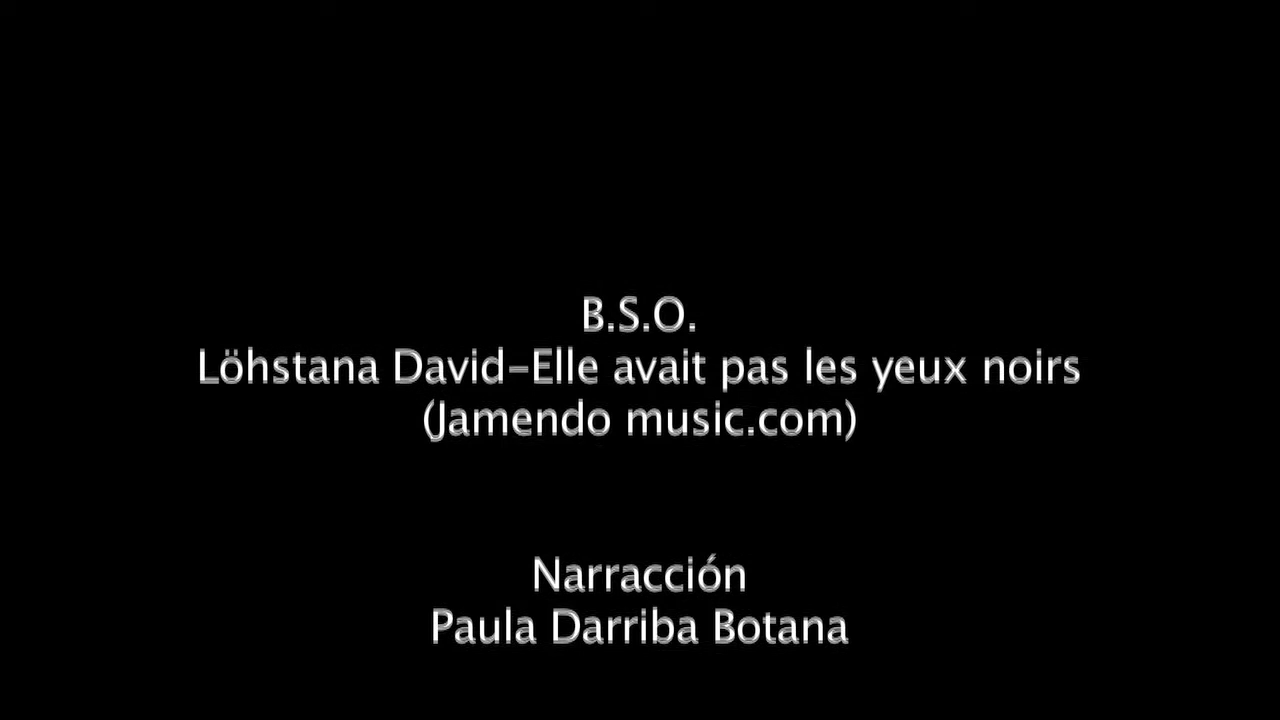 B.S.O.
Löhstana David-Elle avait pas les yeux noirs
(Jamendo music.com)
Narracción
Paula Darriba Botana